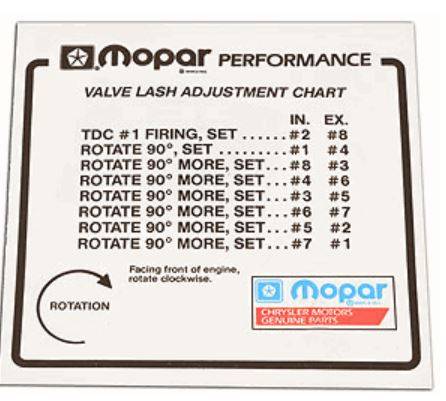 Mopar PERFORMANCE
VALVE LASH ADJUSTMENT CHART
IN. EX.
TDC #1 FIRING, SET ......#2 #8
ROTATE 90°, SET ..........#1 #4
ROTATE 90° MORE, SET...#8 #3
ROTATE 90° MORE, SET...#4 #6
ROTATE 90° MORE, SET...#3 #5
ROTATE 90° MORE, SET...#6 #7
ROTATE 90° MORE, SET...#5 #2
ROTATE 90° MORE, SET...#7 #1
Facing front of engine,
rotate clockwise.
ROTATION
Mopar
CHRYSLER MOTORS
GENUINE PARTS